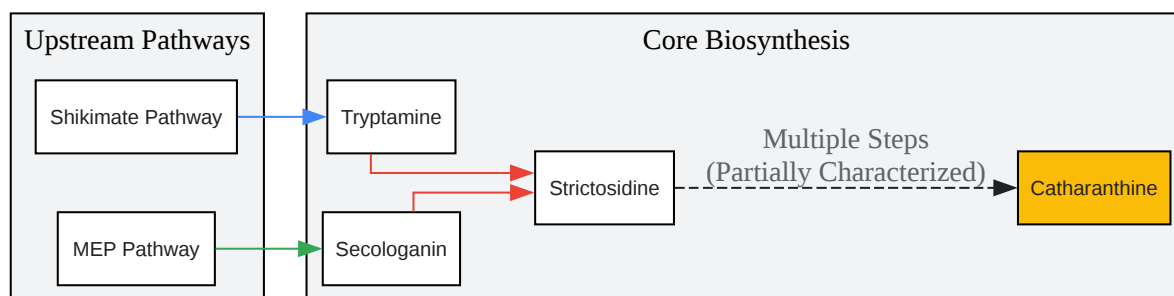 Upstream Pathways
Core Biosynthesis
Shikimate Pathway
Tryptamine
Multiple Steps
(Partially Characterized)
Strictosidine
Catharanthine
MEP Pathway
Secologanin